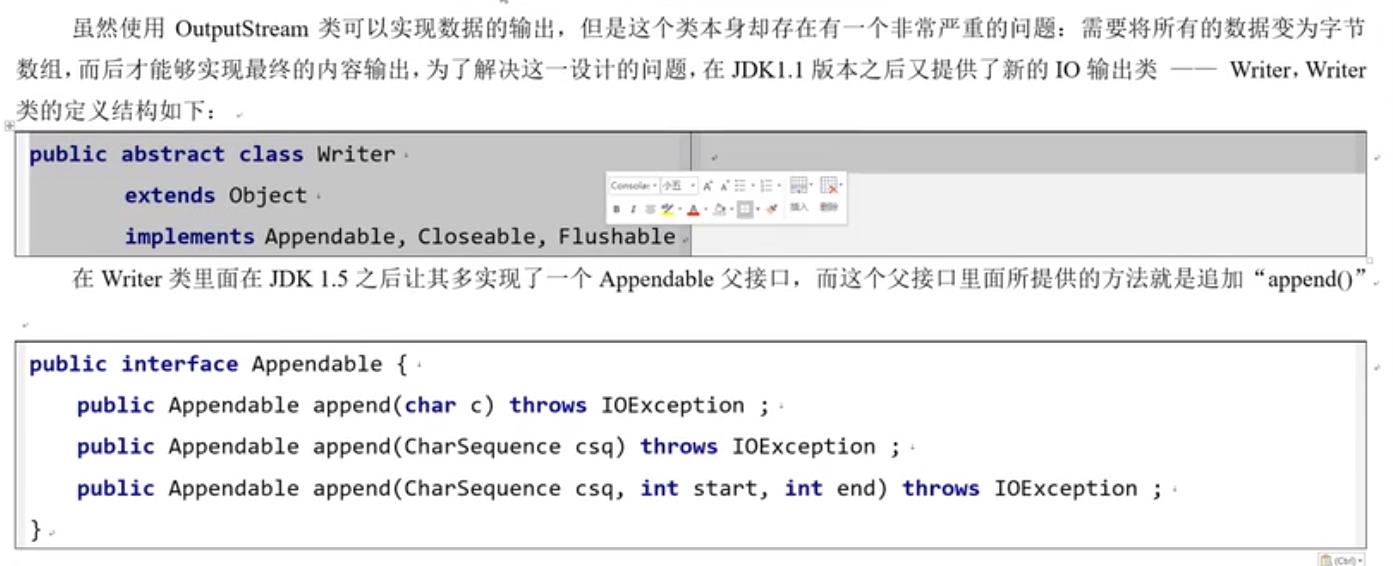 虽然使用 OutputStream 类可以实现数据的输出，但是这个类本身却存在有一个非常严重的问题：需要将所有的数据变为字节
数组，而后才能够实现最终的内容输出，为了解决这一设计的问题，在 JDK1.1 版本之后又提供了新的 IO 输出类 —— Writer，Writer
类的定义结构如下：
public abstract class Writer
extends Object
implements Appendable, Closeable, Flushable
Consolas 小五
B I
插入 删除
在 Writer 类里面在 JDK 1.5 之后让其多实现了一个 Appendable 父接口，而这个父接口里面所提供的方法就是追加“append()”
public interface Appendable {
public Appendable append(char c) throws IOException ;
public Appendable append(CharSequence csq) throws IOException ;
public Appendable append(CharSequence csq, int start, int end) throws IOException ;
}
(Ctrl)